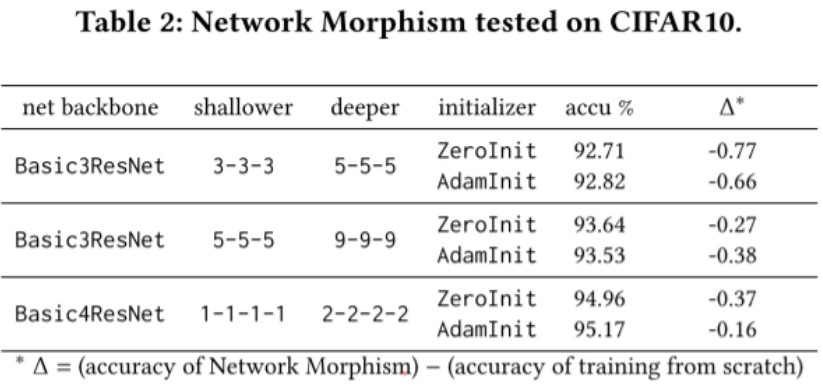 Table 2: Network Morphism tested on CIFAR10.
net backbone shallower deeper initializer accu % Δ*
Basic3ResNet 3-3-3 5-5-5 ZeroInit 92.71 -0.77
AdamInit 92.82 -0.66
Basic3ResNet 5-5-5 9-9-9 ZeroInit 93.64 -0.27
AdamInit 93.53 -0.38
Basic4ResNet 1-1-1-1 2-2-2-2 ZeroInit 94.96 -0.37
AdamInit 95.17 -0.16
* Δ = (accuracy of Network Morphism) − (accuracy of training from scratch)